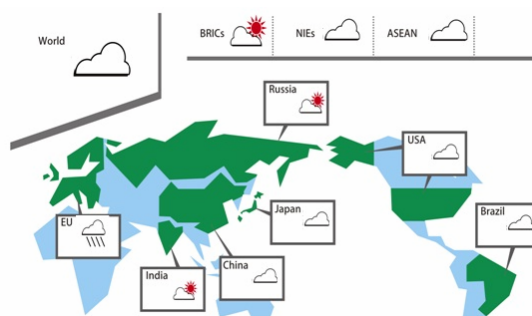 World
BRICs
NIEs
ASEAN
Russia
USA
EU
Japan
Brazil
India
China